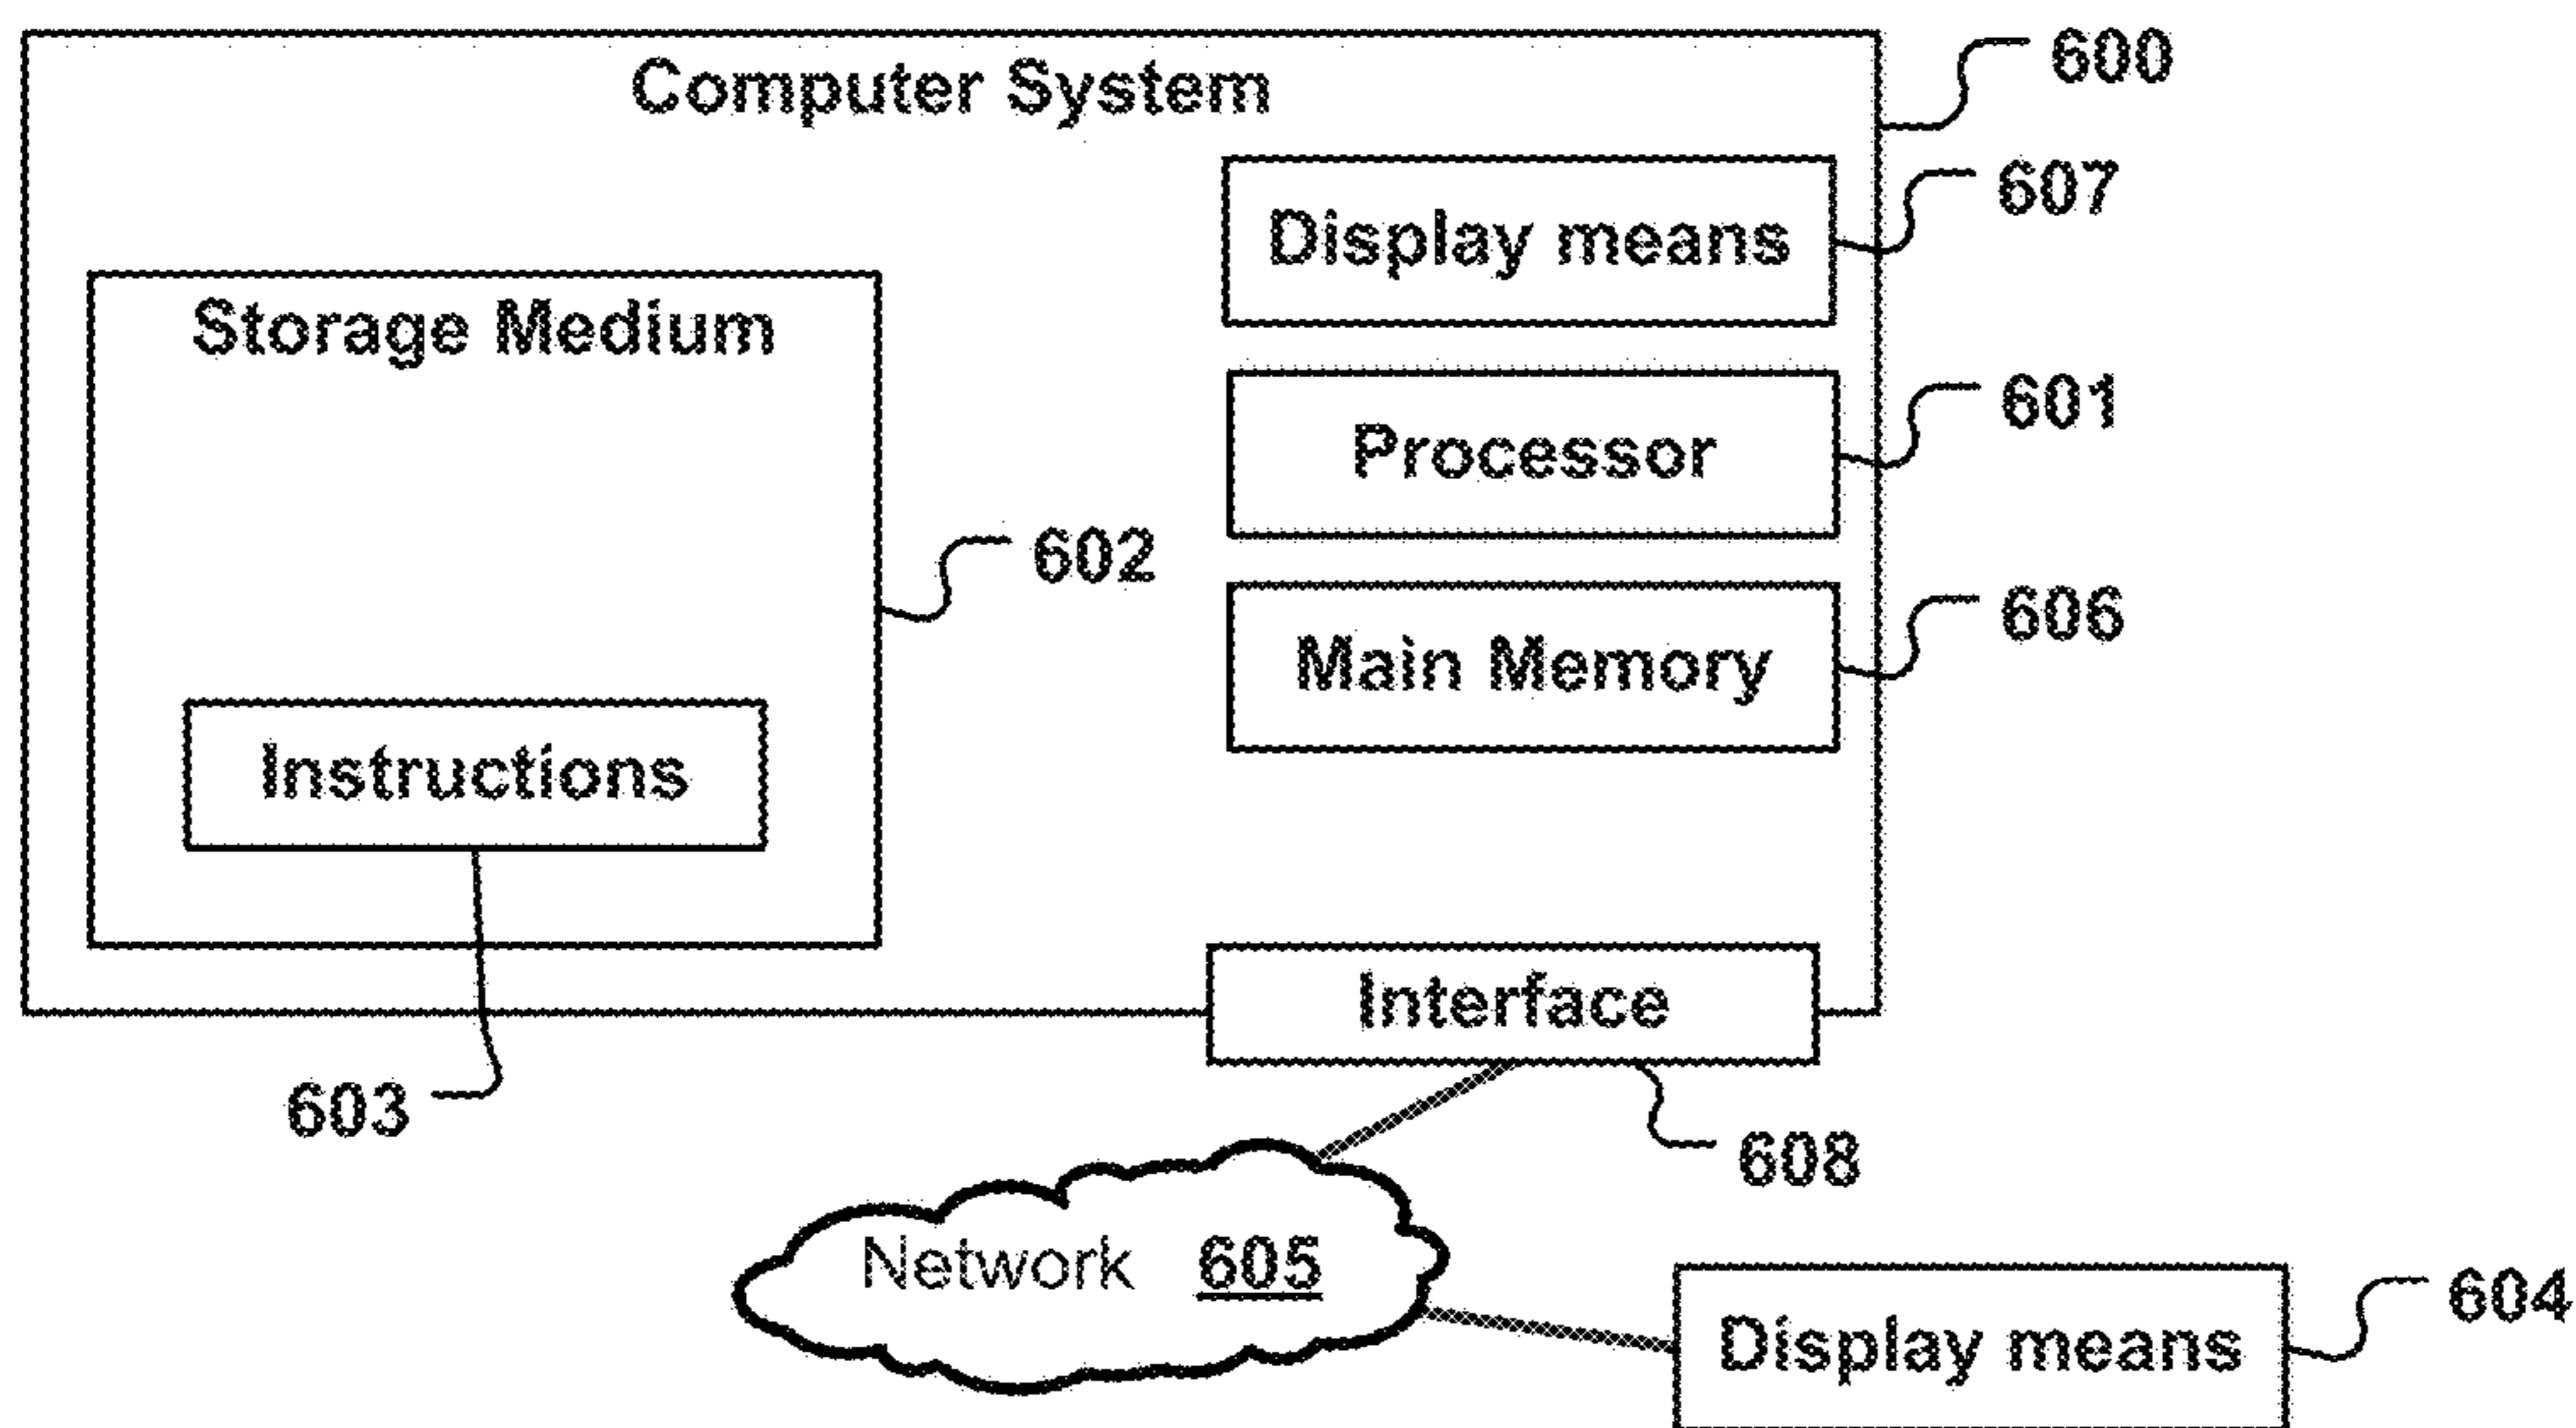 Computer System
600
Display means
607
Storage Medium
Processor
601
602
Main Memory
606
Instructions
Interface
603
608
Network 605
Display means
604